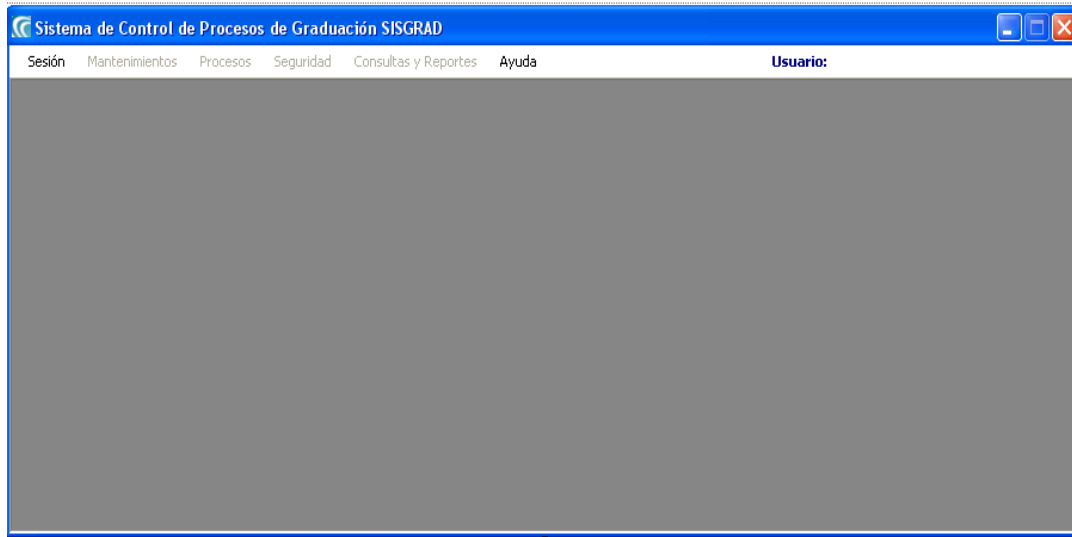 Sistema de Control de Procesos de Graduación SISGRAD
Sesión Mantenimientos Procesos Seguridad Consultas y Reportes Ayuda Usuario: